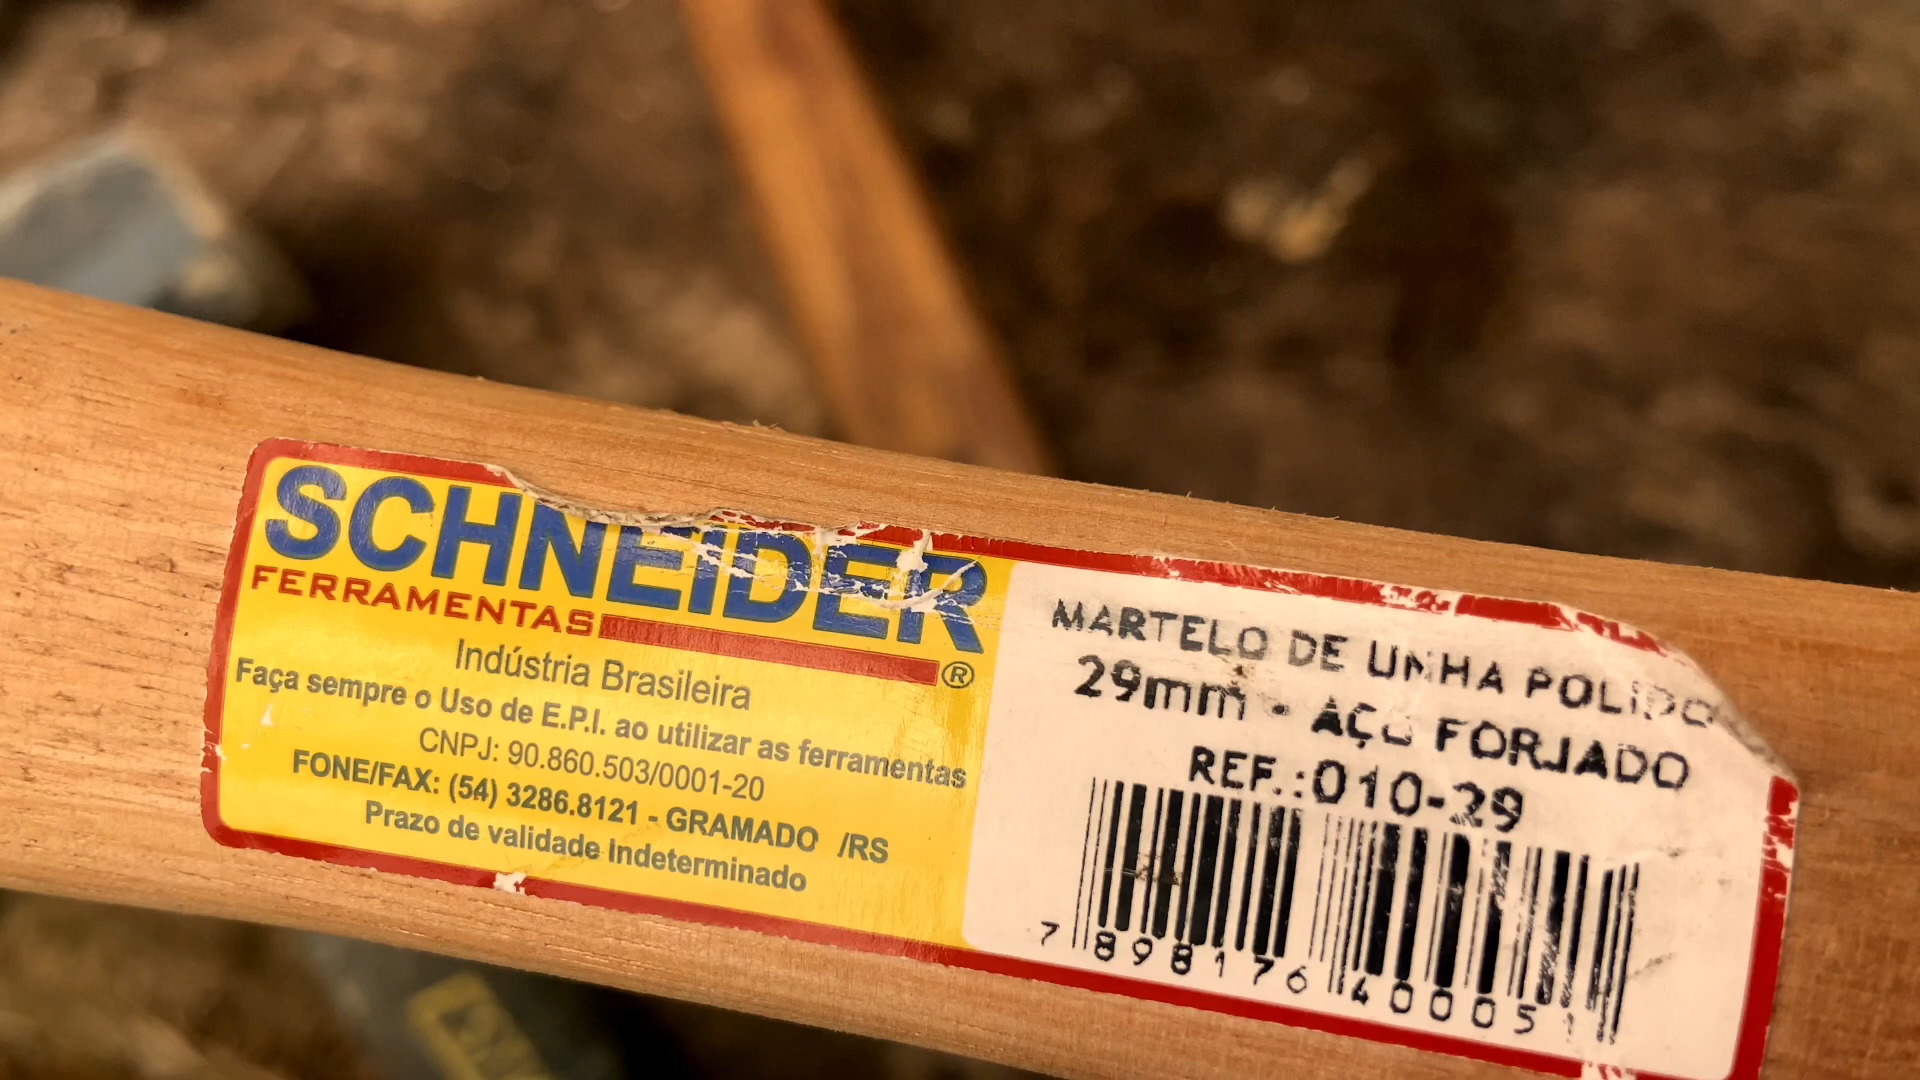 SCHNEIDER
FERRAMENTAS
®
Indústria Brasileira
Faça sempre o Uso de E.P.I. ao utilizar as ferramentas
CNPJ: 90.860.503/0001-20
FONE/FAX: (54) 3286.8121 - GRAMADO /RS
Prazo de validade Indeterminado
MARTELO DE UNHA POLIDO
29mm - AÇO FORJADO
REF.:010-29
7 898176 40005